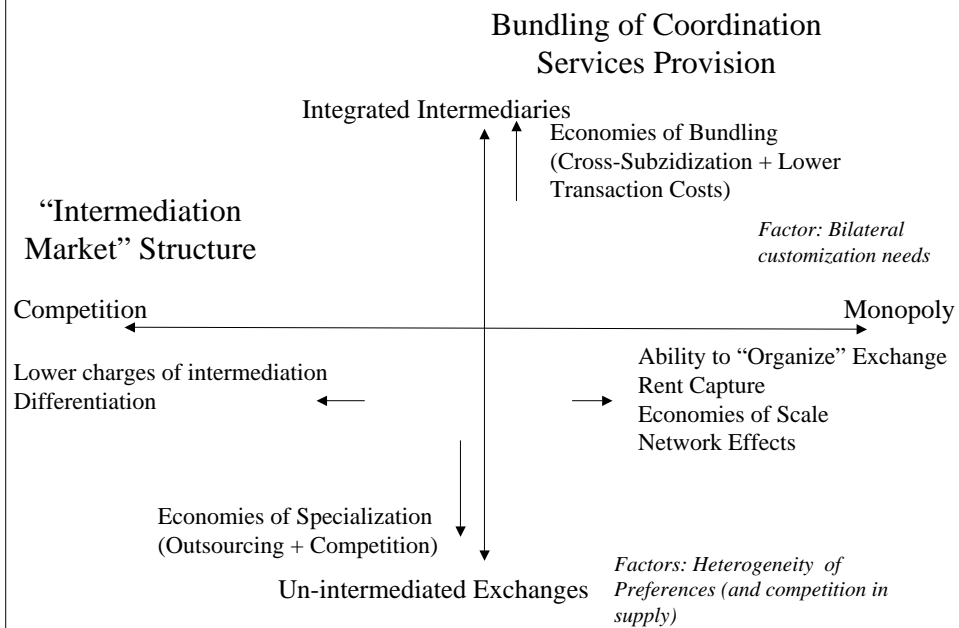 Bundling of Coordination
Services Provision
Integrated Intermediaries
Economies of Bundling
(Cross-Subzidization + Lower
Transaction Costs)
“Intermediation
Market” Structure
Factor: Bilateral
customization needs
Competition
Monopoly
Lower charges of intermediation
Differentiation
Ability to “Organize” Exchange
Rent Capture
Economies of Scale
Network Effects
Economies of Specialization
(Outsourcing + Competition)
Un-intermediated Exchanges
Factors: Heterogeneity of
Preferences (and competition in
supply)